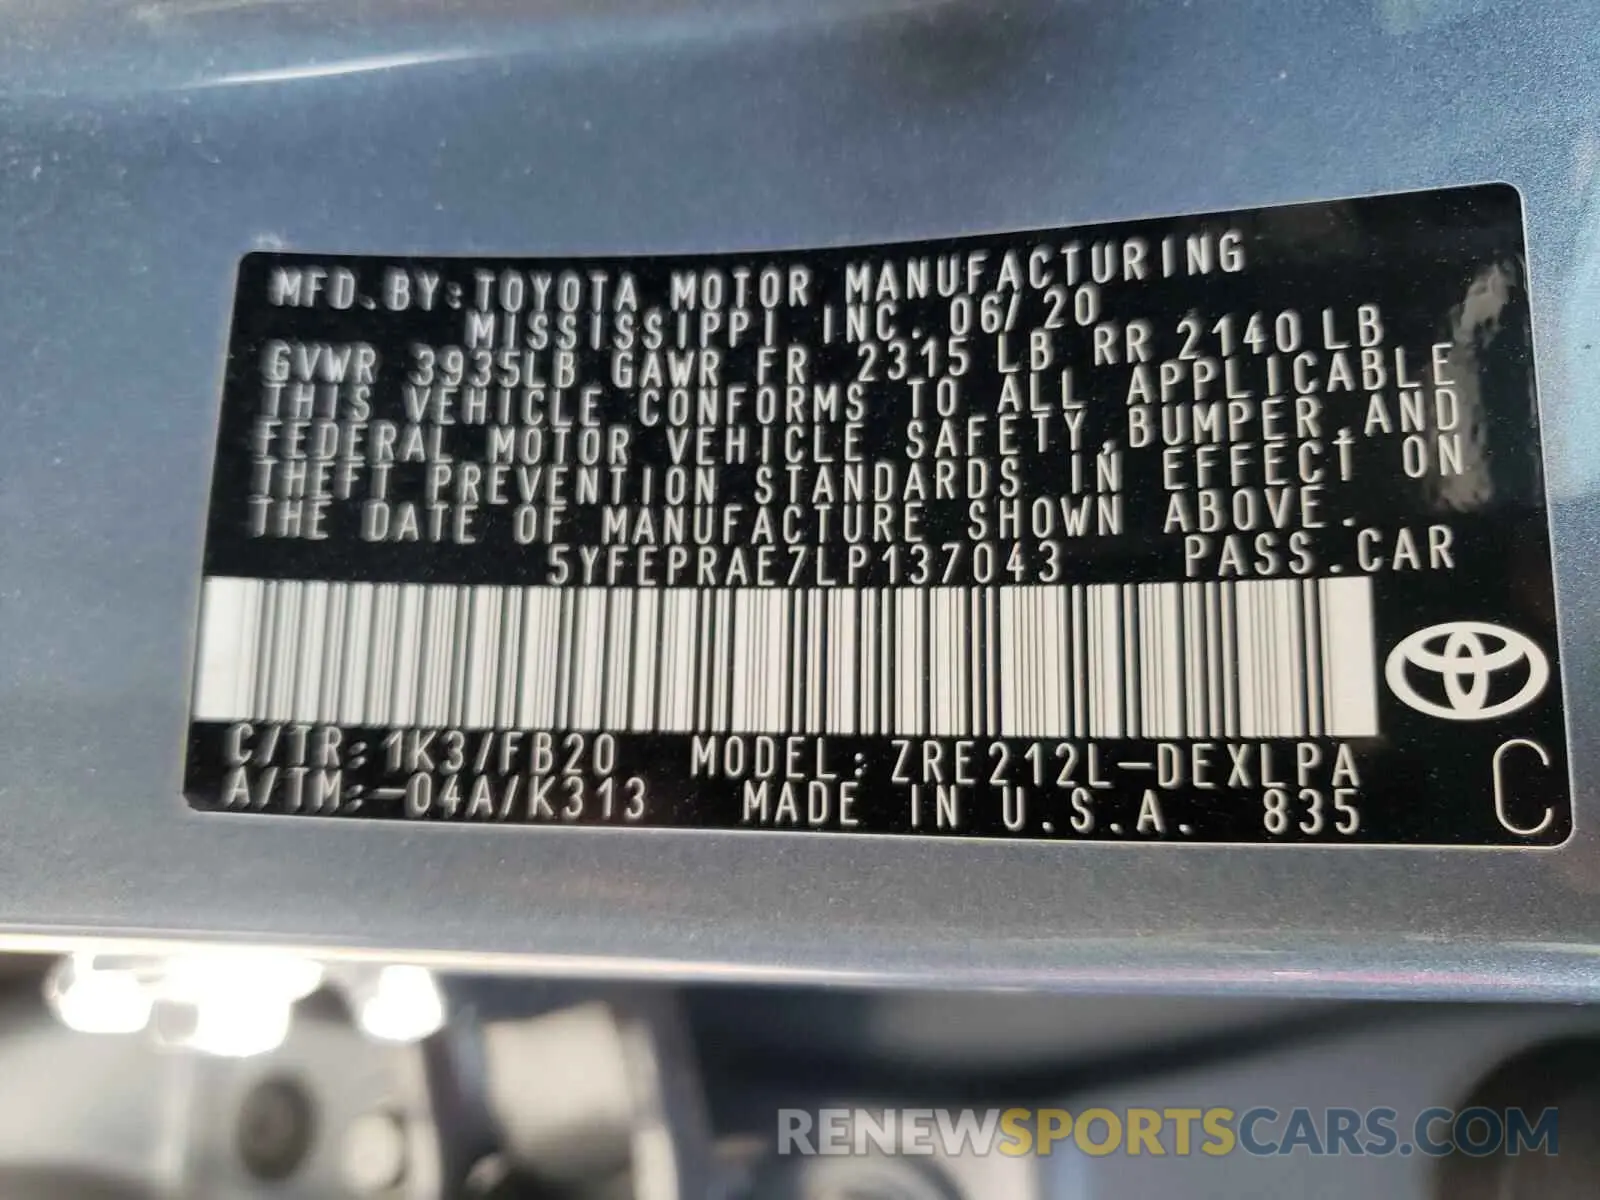 MFD. BY: TOYOTA MOTOR MANUFACTURING
MISSISSIPPI, INC. 06/20
GVWR 3935LB GAWR FR 2315 LB RR 2140 LB
THIS VEHICLE CONFORMS TO ALL APPLICABLE
FEDERAL MOTOR VEHICLE SAFETY, BUMPER, AND
THEFT PREVENTION STANDARDS IN EFFECT ON
THE DATE OF MANUFACTURE SHOWN ABOVE.
5YFEPRAE7LP137043 PASS. CAR
C/TR: 1K3/FB20 MODEL: ZRE212L-DEXLPA
A/TM: -04A/K313 MADE IN U.S.A. 835
C
RENEWSPORTSCARS.COM